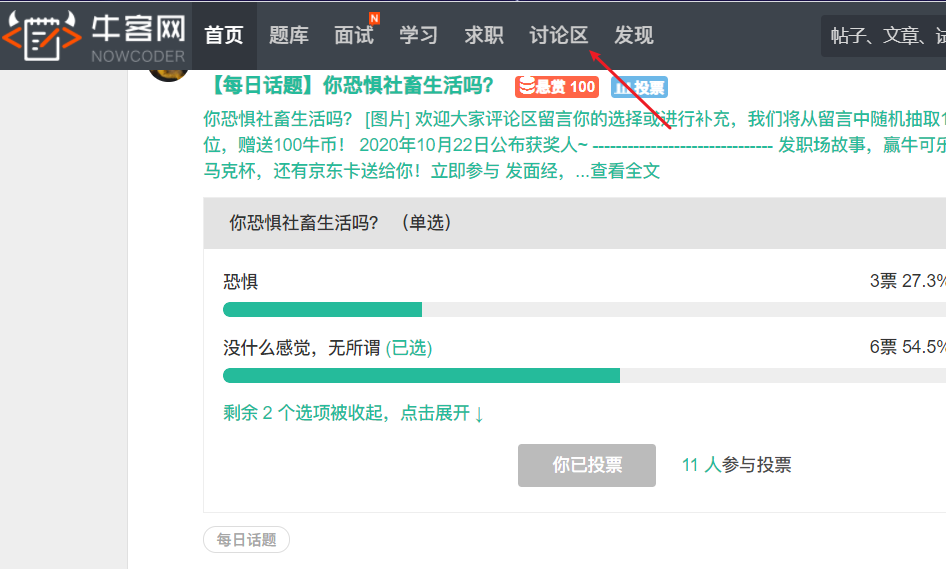 牛客网
NOWCODER
首页 题库 面试 N 学习 求职 讨论区 发现 帖子、文章、试
【每日话题】你恐惧社畜生活吗？ 悬赏 100 投票
你恐惧社畜生活吗？ [图片] 欢迎大家评论区留言你的选择或进行补充，我们将从留言中随机抽取1
位，赠送100牛币！ 2020年10月22日公布获奖人~ ------------------------------- 发职场故事，赢牛可乐
马克杯，还有京东卡送给你！立即参与 发面经，...查看全文
你恐惧社畜生活吗？ （单选）
恐惧 3票 27.3%
没什么感觉，无所谓 (已选) 6票 54.5%
剩余 2 个选项被收起，点击展开 ↓
你已投票 11 人参与投票
每日话题